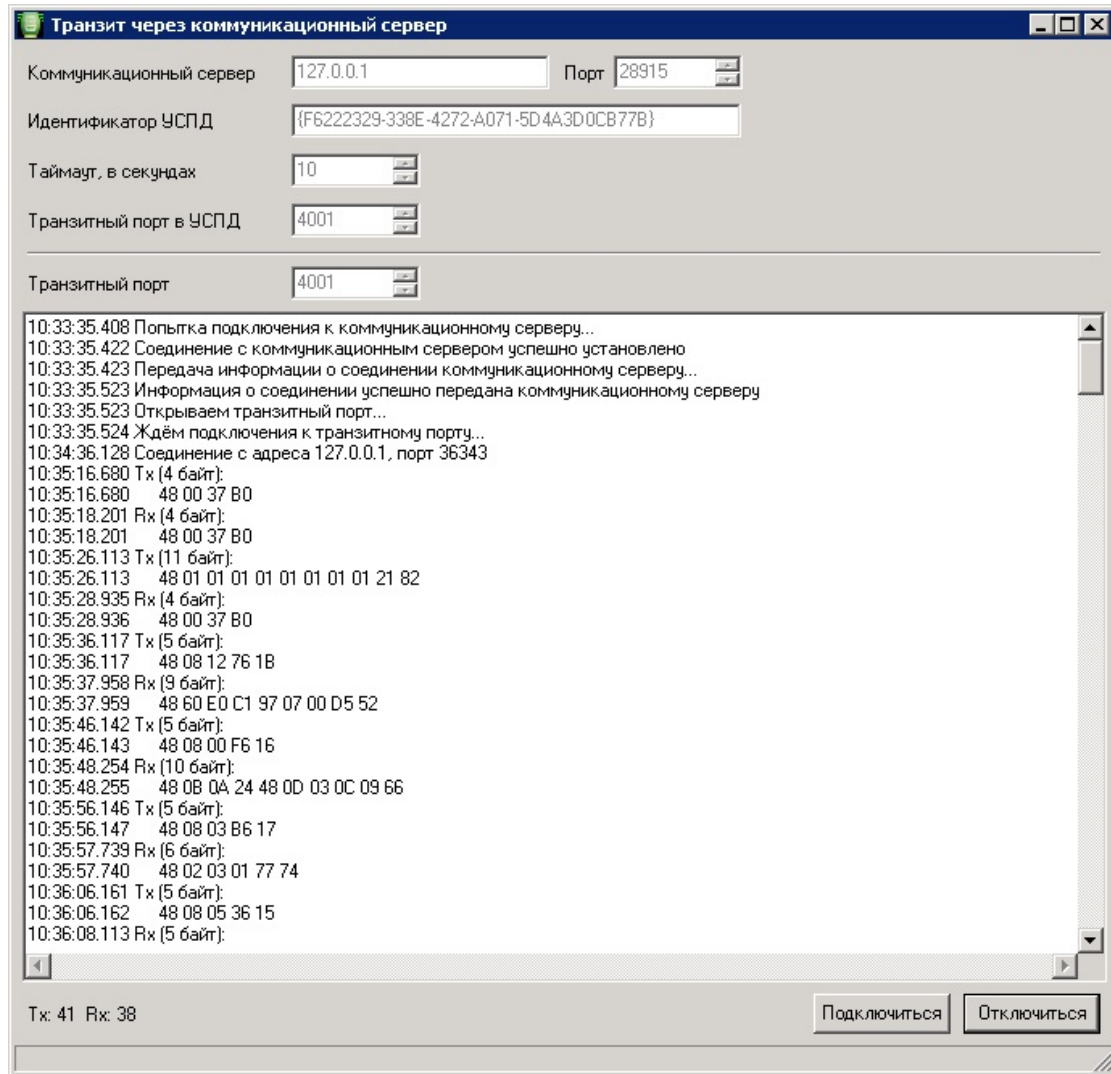 Транзит через коммуникационный сервер
Коммуникационный сервер 127.0.0.1 Порт 28915
Идентификатор УСПД {F6222329-338E-4272-A071-5D4A3D0CB77B}
Таймаут, в секундах 10
Транзитный порт в УСПД 4001
Транзитный порт 4001
10:33:35.408 Попытка подключения к коммуникационному серверу...
10:33:35.422 Соединение с коммуникационным сервером успешно установлено
10:33:35.423 Передача информации о соединении коммуникационному серверу...
10:33:35.523 Информация о соединении успешно передана коммуникационному серверу
10:33:35.523 Открываем транзитный порт...
10:33:35.524 Ждём подключения к транзитному порту...
10:34:36.128 Соединение с адреса 127.0.0.1, порт 36343
10:35:16.680 Tx (4 байт):
10:35:16.680 48 00 37 B0
10:35:18.201 Rx (4 байт):
10:35:18.201 48 00 37 B0
10:35:26.113 Tx (11 байт):
10:35:26.113 48 01 01 01 01 01 01 01 01 21 82
10:35:28.935 Rx (4 байт):
10:35:28.936 48 00 37 B0
10:35:36.117 Tx (5 байт):
10:35:36.117 48 08 12 76 1B
10:35:37.958 Rx (9 байт):
10:35:37.959 48 60 E0 C1 97 07 00 D5 52
10:35:46.142 Tx (5 байт):
10:35:46.143 48 08 00 F6 16
10:35:48.254 Rx (10 байт):
10:35:48.255 48 0B 0A 24 48 0D 03 0C 09 66
10:35:56.146 Tx (5 байт):
10:35:56.147 48 08 03 B6 17
10:35:57.739 Rx (6 байт):
10:35:57.740 48 02 03 01 77 74
10:36:06.161 Tx (5 байт):
10:36:06.162 48 08 05 36 15
10:36:08.113 Rx (5 байт):
Tx: 41 Rx: 38 Подключиться Отключиться